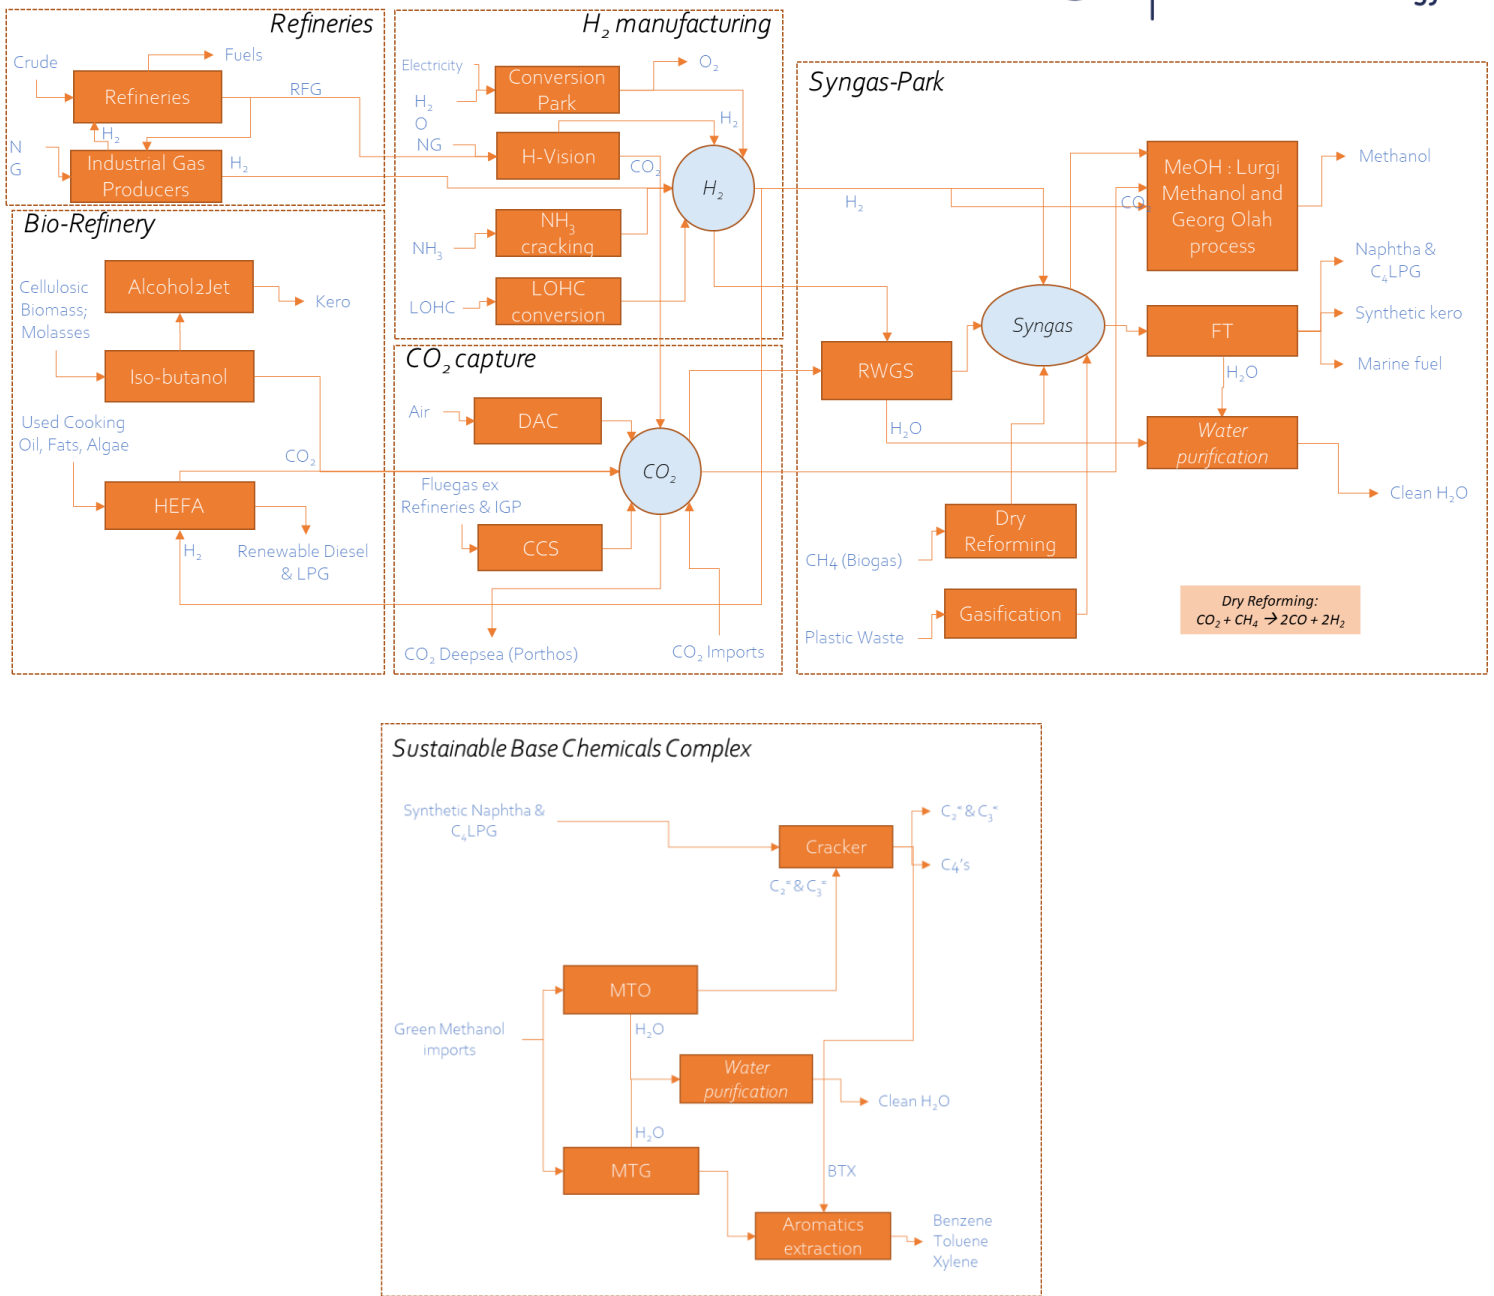 Refineries
Crude
Fuels
Refineries
RFG
H₂
N
G
Industrial Gas
Producers
H₂
Bio-Refinery
Cellulosic
Biomass;
Molasses
Alcohol2Jet
Kero
Iso-butanol
Used Cooking
Oil, Fats, Algae
CO₂
HEFA
H₂
Renewable Diesel
& LPG
H₂ manufacturing
Electricity
Conversion
Park
O₂
H₂
O
H₂
NG
H-Vision
CO₂
H₂
NH₃
NH₃
cracking
LOHC
LOHC
conversion
CO₂ capture
Air
DAC
CO₂
Fluegas ex
Refineries & IGP
CCS
CO₂ Deepsea (Porthos)
CO₂ Imports
Syngas-Park
H₂
CO₂
MeOH : Lurgi
Methanol and
Georg Olah
process
Methanol
Naphtha &
C₄LPG
Syngas
FT
Synthetic kero
Marine fuel
RWGS
H₂O
H₂O
Water
purification
Clean H₂O
Dry
Reforming
CH4 (Biogas)
Gasification
Plastic Waste
Dry Reforming:
CO₂ + CH₄ → 2CO + 2H₂
Sustainable Base Chemicals Complex
Synthetic Naphtha &
C₄LPG
Cracker
C₂⁼ & C₃⁼
C4's
C₂⁼ & C₃⁼
MTO
Green Methanol
imports
H₂O
Water
purification
Clean H₂O
H₂O
MTG
BTX
Aromatics
extraction
Benzene
Toluene
Xylene